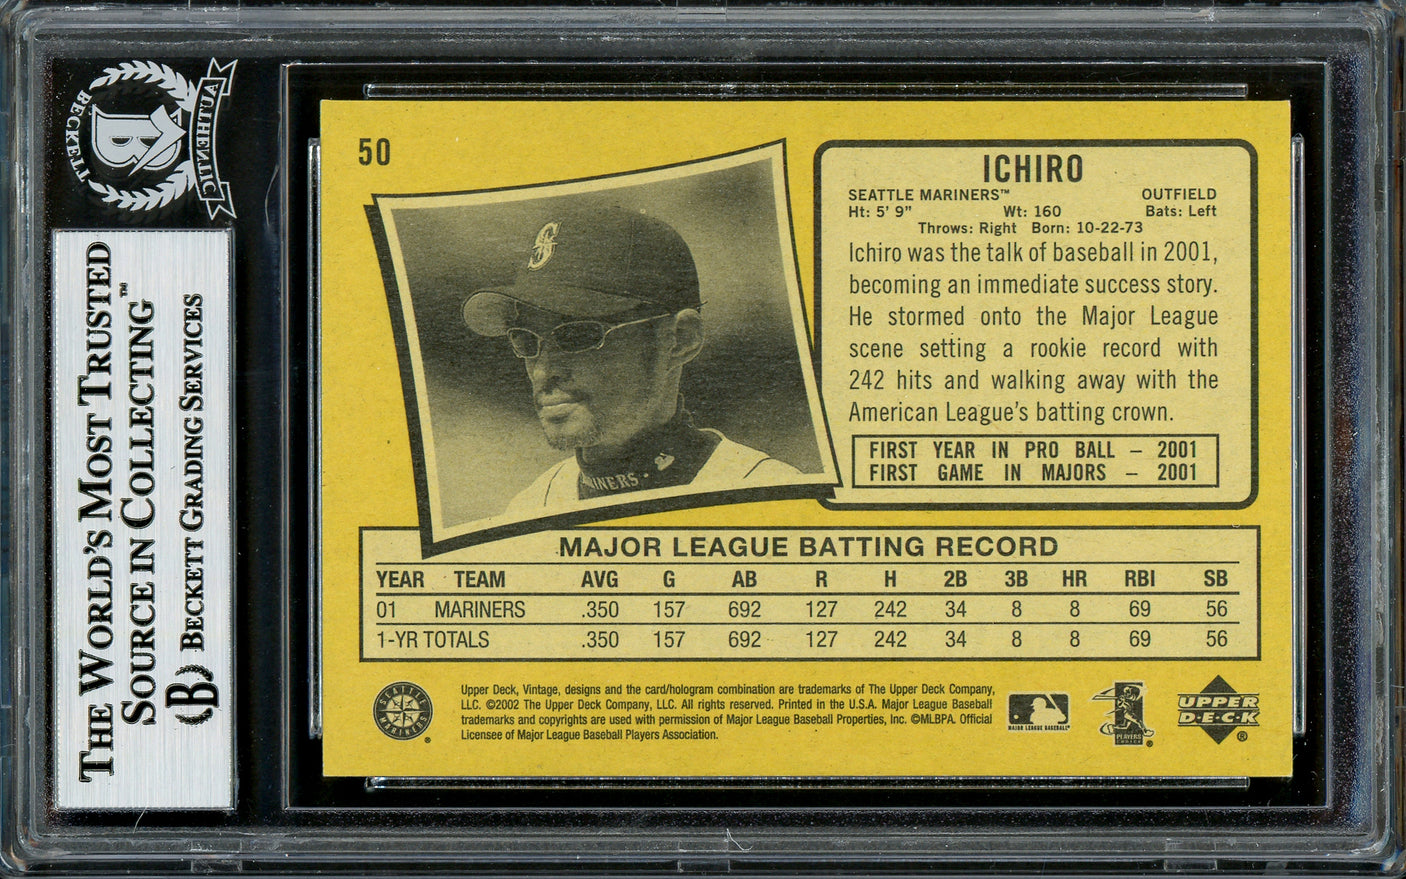 BECKETT
AUTHENTIC
B
THE WORLD'S MOST TRUSTED
SOURCE IN COLLECTING™
B BECKETT GRADING SERVICES
50
S
MARINERS
ICHIRO
SEATTLE MARINERS™ OUTFIELD
Ht: 5' 9" Wt: 160 Bats: Left
Throws: Right Born: 10-22-73
Ichiro was the talk of baseball in 2001,
becoming an immediate success story.
He stormed onto the Major League
scene setting a rookie record with
242 hits and walking away with the
American League's batting crown.
FIRST YEAR IN PRO BALL – 2001
FIRST GAME IN MAJORS – 2001
MAJOR LEAGUE BATTING RECORD
YEAR TEAM AVG G AB R H 2B 3B HR RBI SB
01 MARINERS .350 157 692 127 242 34 8 8 69 56
1-YR TOTALS .350 157 692 127 242 34 8 8 69 56
SEATTLE
MARINERS
®
Upper Deck, Vintage, designs and the card/hologram combination are trademarks of The Upper Deck Company,
LLC. ©2002 The Upper Deck Company, LLC. All rights reserved. Printed in the U.S.A. Major League Baseball
trademarks and copyrights are used with permission of Major League Baseball Properties, Inc. ©MLBPA. Official
Licensee of Major League Baseball Players Association.
MAJOR LEAGUE BASEBALL
PLAYERS
CHOICE
®
UPPER
DECK
®